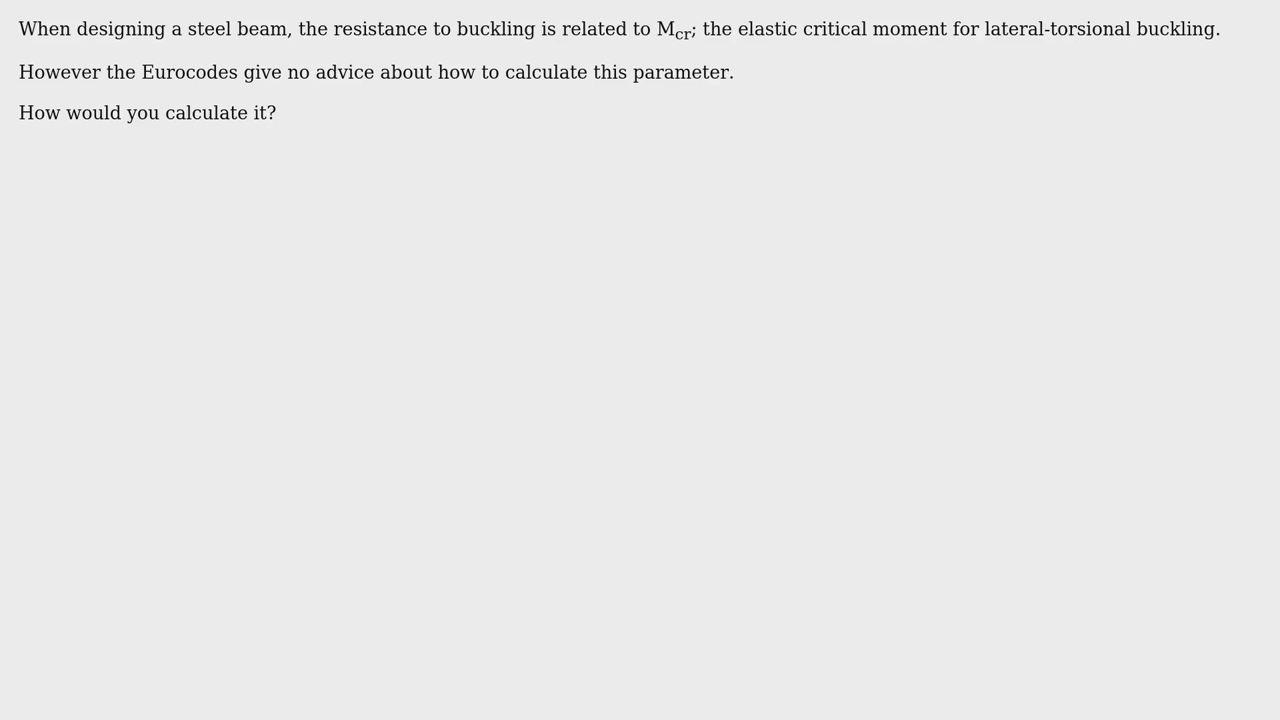 When designing a steel beam, the resistance to buckling is related to Mcr; the elastic critical moment for lateral-torsional buckling.
However the Eurocodes give no advice about how to calculate this parameter.
How would you calculate it?